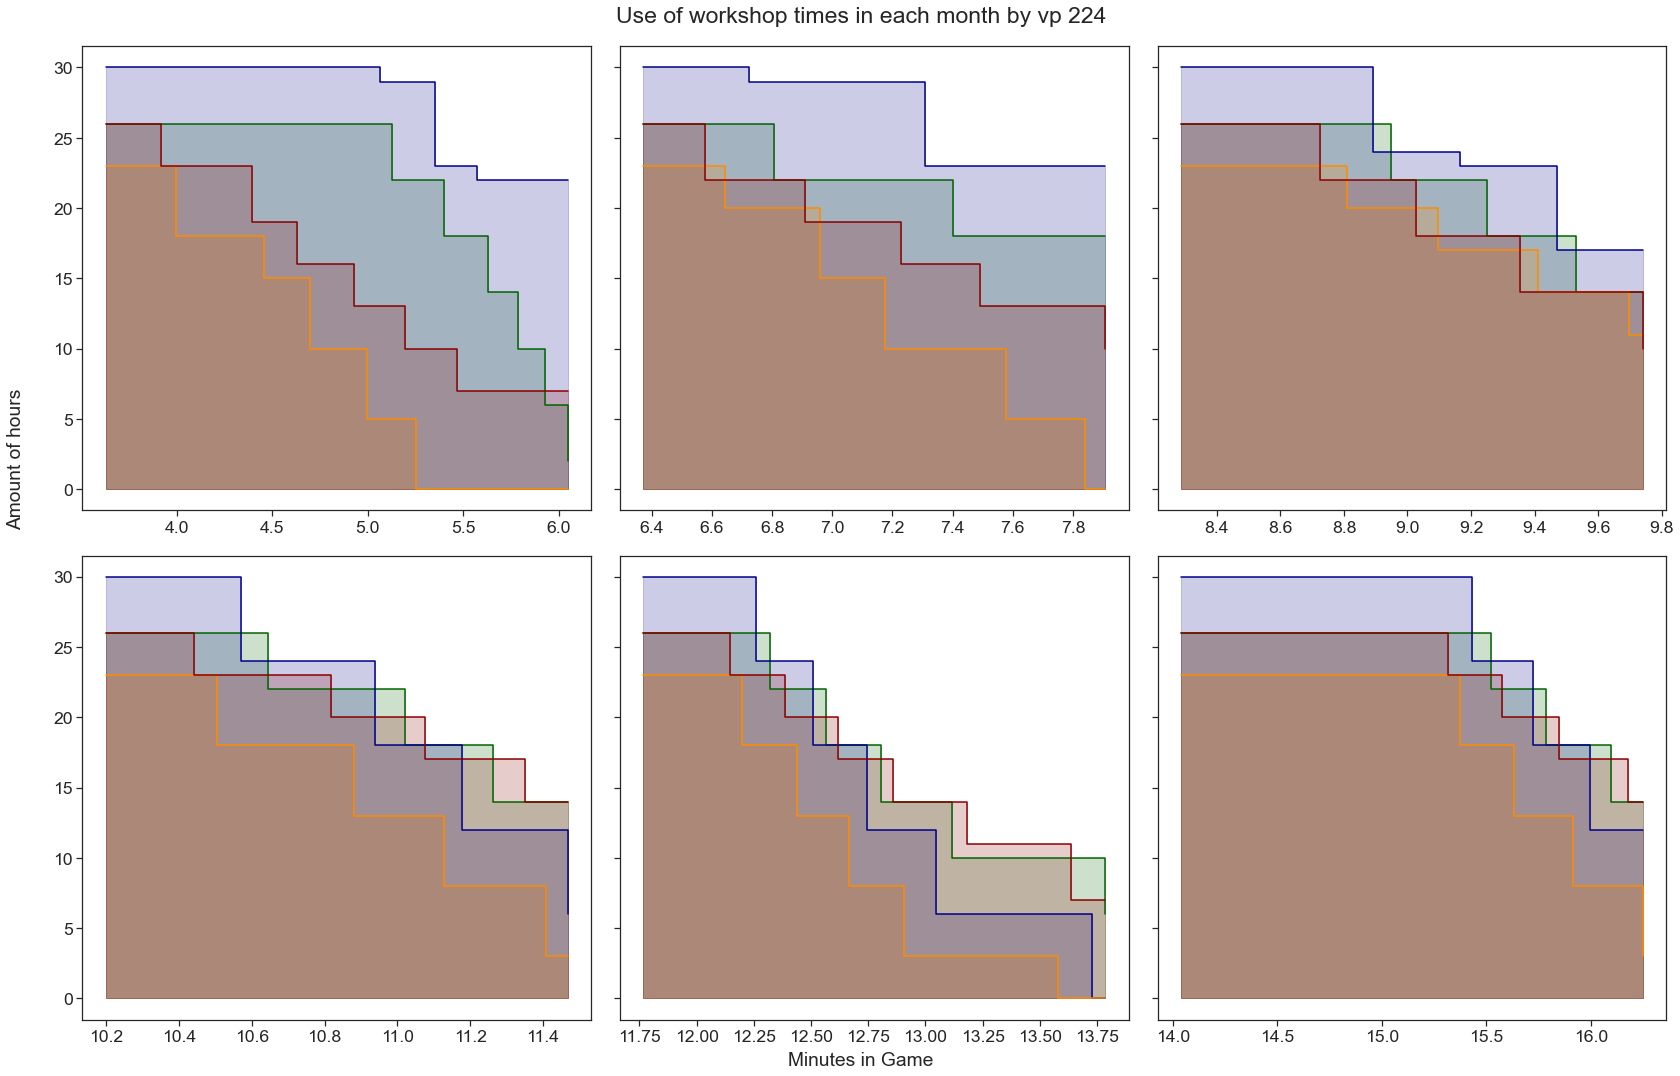 Use of workshop times in each month by vp 224
Amount of hours
30
25
20
15
10
5
0
4.0 4.5 5.0 5.5 6.0
6.4 6.6 6.8 7.0 7.2 7.4 7.6 7.8
8.4 8.6 8.8 9.0 9.2 9.4 9.6 9.8
30
25
20
15
10
5
0
10.2 10.4 10.6 10.8 11.0 11.2 11.4
11.75 12.00 12.25 12.50 12.75 13.00 13.25 13.50 13.75
14.0 14.5 15.0 15.5 16.0
Minutes in Game